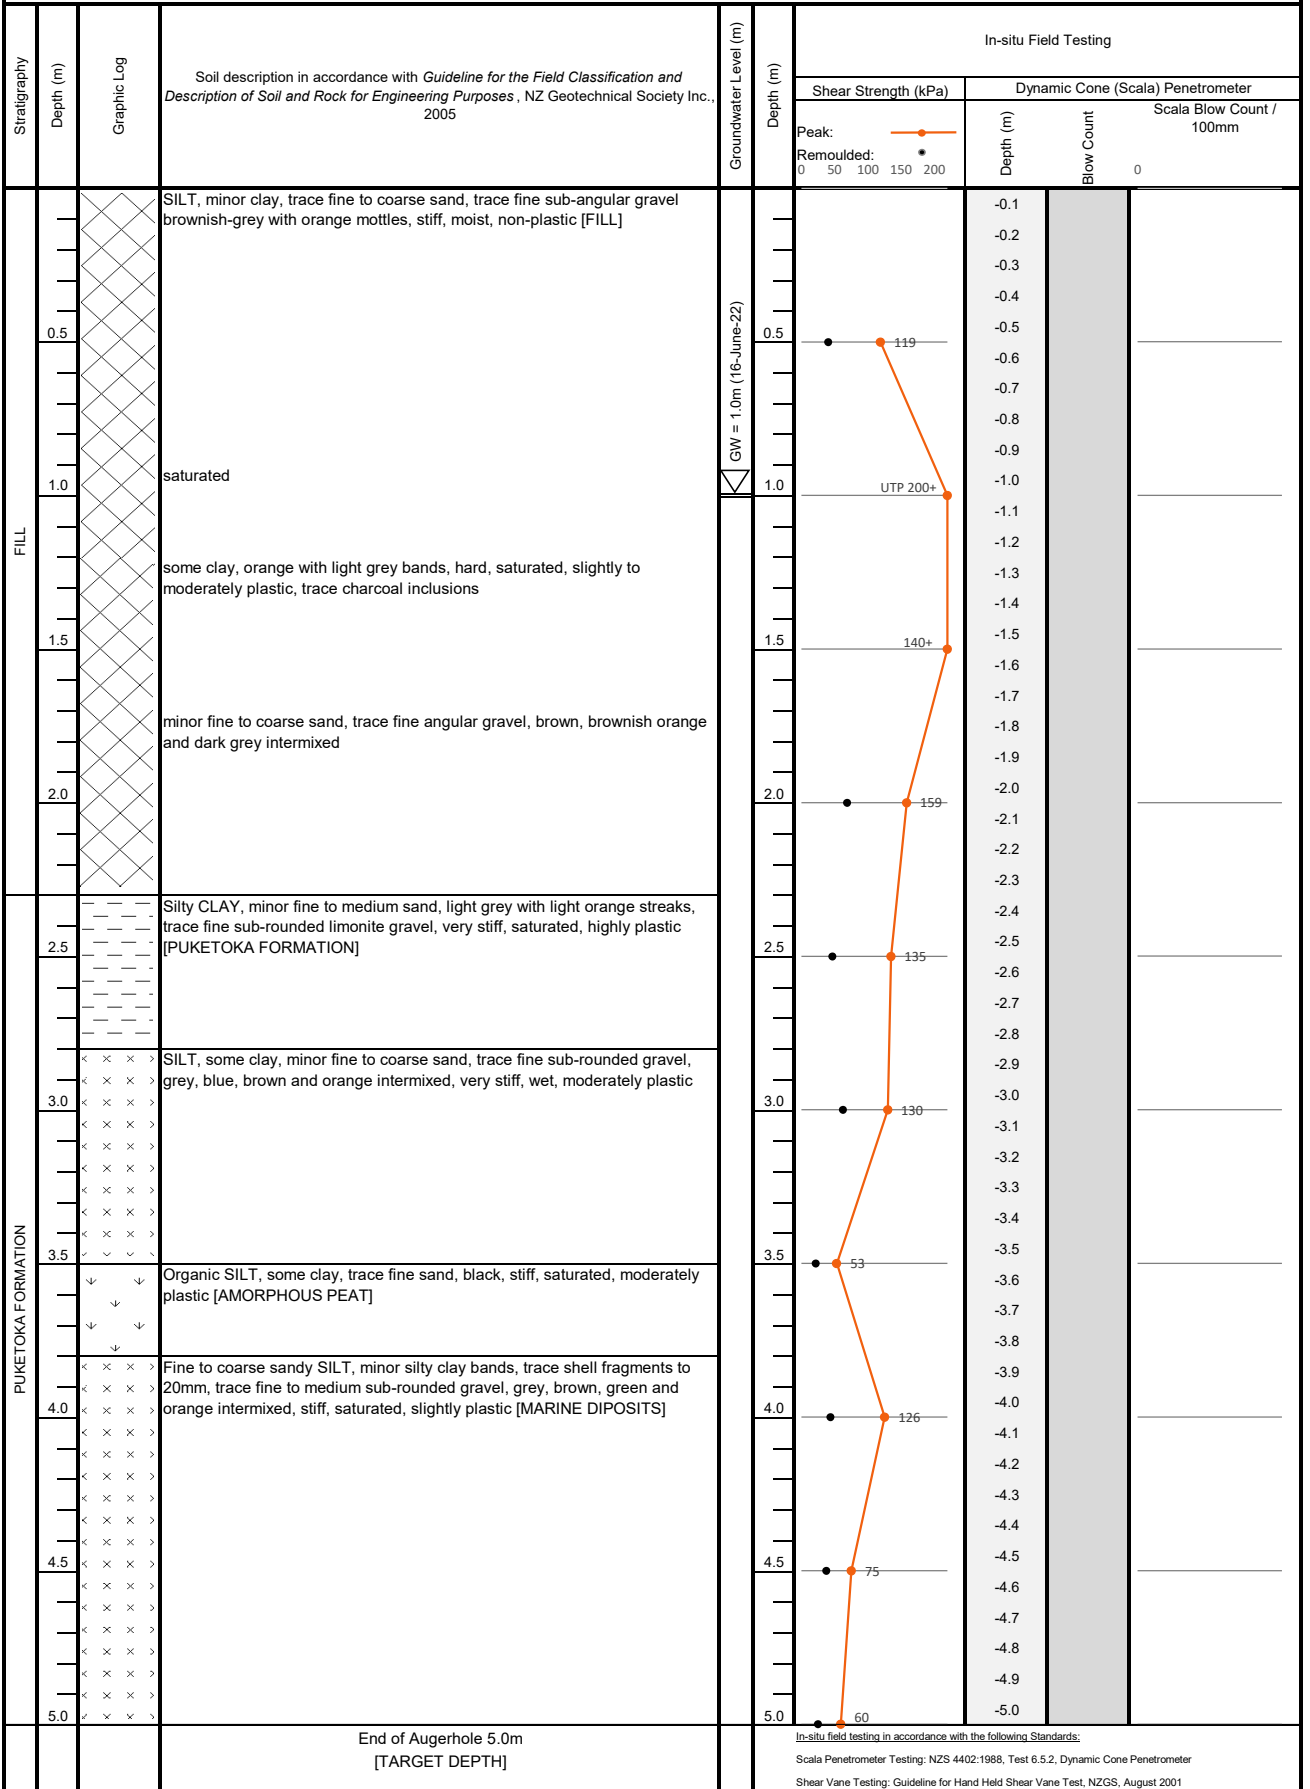 Stratigraphy
Depth (m)
Graphic Log
Soil description in accordance with Guideline for the Field Classification and
Description of Soil and Rock for Engineering Purposes , NZ Geotechnical Society Inc.,
2005
Groundwater Level (m)
Depth (m)
In-situ Field Testing
Shear Strength (kPa)
Peak:
Remoulded:
0 50 100 150 200
Dynamic Cone (Scala) Penetrometer
Depth (m)
Blow Count
Scala Blow Count /
100mm
0
FILL
PUKETOKA FORMATION
0.5
1.0
1.5
2.0
2.5
3.0
3.5
4.0
4.5
5.0
SILT, minor clay, trace fine to coarse sand, trace fine sub-angular gravel
brownish-grey with orange mottles, stiff, moist, non-plastic [FILL]
saturated
some clay, orange with light grey bands, hard, saturated, slightly to
moderately plastic, trace charcoal inclusions
minor fine to coarse sand, trace fine angular gravel, brown, brownish orange
and dark grey intermixed
Silty CLAY, minor fine to medium sand, light grey with light orange streaks,
trace fine sub-rounded limonite gravel, very stiff, saturated, highly plastic
[PUKETOKA FORMATION]
SILT, some clay, minor fine to coarse sand, trace fine sub-rounded gravel,
grey, blue, brown and orange intermixed, very stiff, wet, moderately plastic
Organic SILT, some clay, trace fine sand, black, stiff, saturated, moderately
plastic [AMORPHOUS PEAT]
Fine to coarse sandy SILT, minor silty clay bands, trace shell fragments to
20mm, trace fine to medium sub-rounded gravel, grey, brown, green and
orange intermixed, stiff, saturated, slightly plastic [MARINE DIPOSITS]
End of Augerhole 5.0m
[TARGET DEPTH]
GW = 1.0m (16-June-22)
0.5
1.0
1.5
2.0
2.5
3.0
3.5
4.0
4.5
5.0
119
UTP 200+
140+
159
135
130
53
126
75
60
-0.1
-0.2
-0.3
-0.4
-0.5
-0.6
-0.7
-0.8
-0.9
-1.0
-1.1
-1.2
-1.3
-1.4
-1.5
-1.6
-1.7
-1.8
-1.9
-2.0
-2.1
-2.2
-2.3
-2.4
-2.5
-2.6
-2.7
-2.8
-2.9
-3.0
-3.1
-3.2
-3.3
-3.4
-3.5
-3.6
-3.7
-3.8
-3.9
-4.0
-4.1
-4.2
-4.3
-4.4
-4.5
-4.6
-4.7
-4.8
-4.9
-5.0
In-situ field testing in accordance with the following Standards:
Scala Penetrometer Testing: NZS 4402:1988, Test 6.5.2, Dynamic Cone Penetrometer
Shear Vane Testing: Guideline for Hand Held Shear Vane Test, NZGS, August 2001